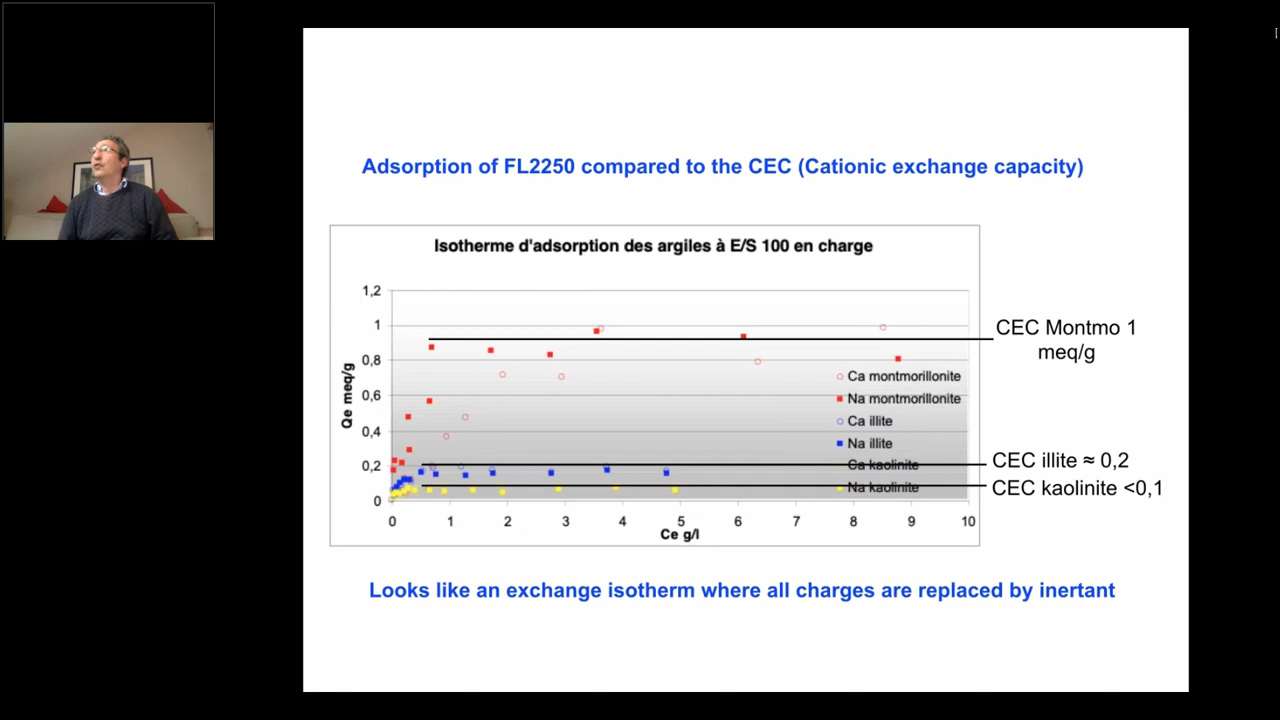 Adsorption of FL2250 compared to the CEC (Cationic exchange capacity)
Isotherme d'adsorption des argiles à E/S 100 en charge
1,2
1
0,8
0,6
0,4
0,2
0
Qe meq/g
0 1 2 3 4 5 6 7 8 9 10
Ce g/l
Ca montmorillonite
Na montmorillonite
Ca illite
Na illite
Ca kaolinite
Na kaolinite
CEC Montmo 1
meq/g
CEC illite ≈ 0,2
CEC kaolinite <0,1
Looks like an exchange isotherm where all charges are replaced by inertant